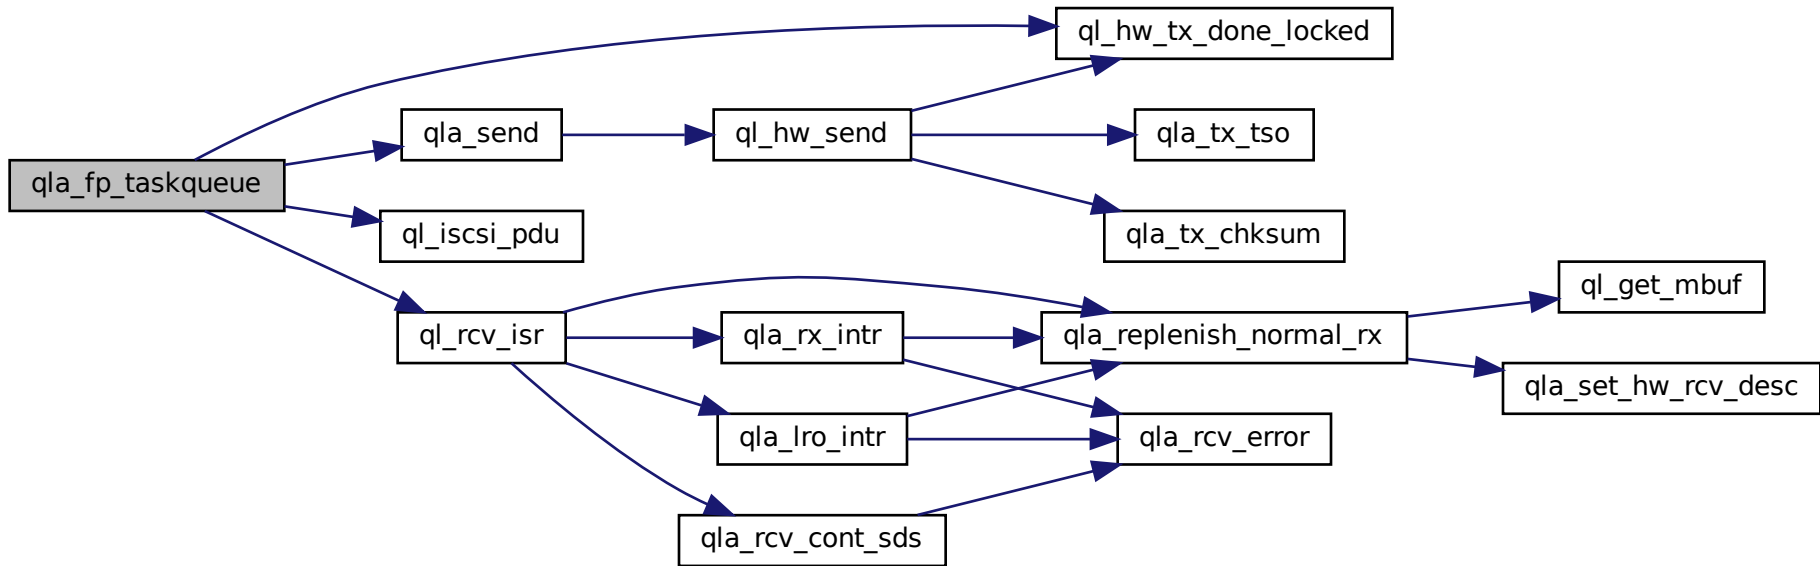 ql_hw_tx_done_locked
qla_send
ql_hw_send
qla_tx_tso
qla_fp_taskqueue
ql_iscsi_pdu
qla_tx_chksum
ql_get_mbuf
ql_rcv_isr
qla_rx_intr
qla_replenish_normal_rx
qla_set_hw_rcv_desc
qla_lro_intr
qla_rcv_error
qla_rcv_cont_sds